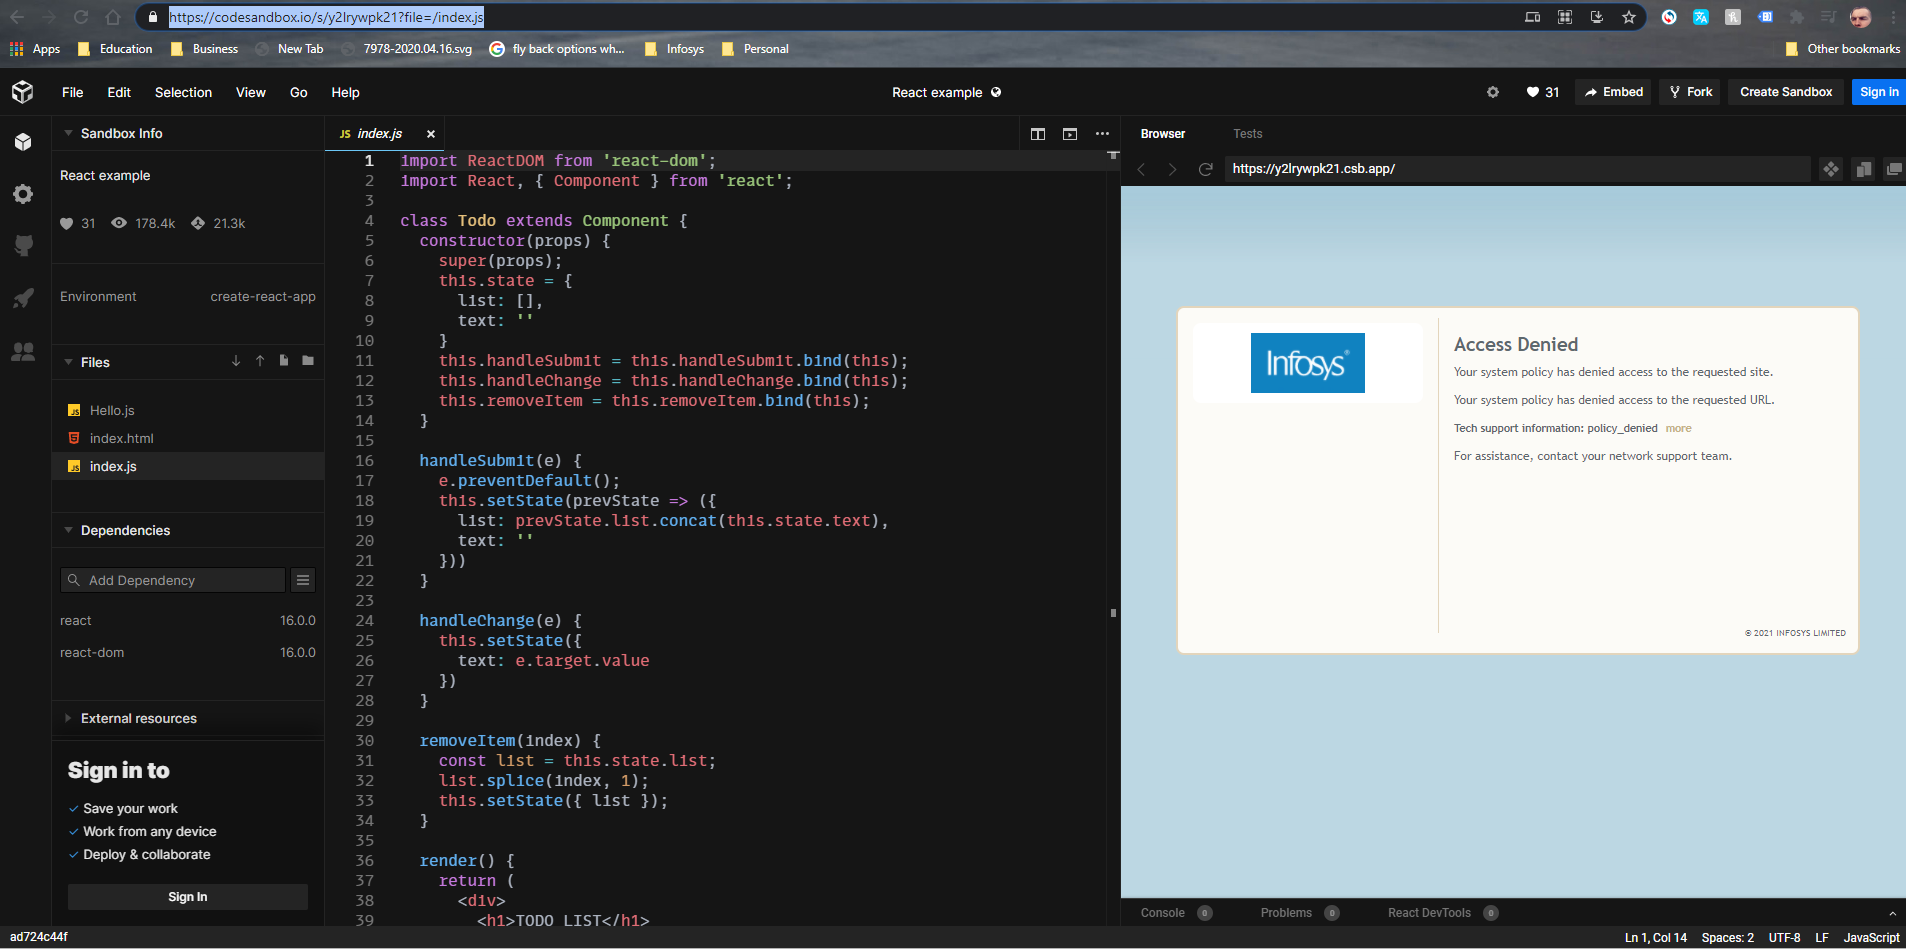 https://codesandbox.io/s/y2lrywpk21?file=/index.js
Apps Education Business New Tab 7978-2020.04.16.svg fly back options wh... Infosys Personal Other bookmarks
File Edit Selection View Go Help React example 31 Embed Fork Create Sandbox Sign in
Sandbox Info
React example
31 178.4k 21.3k
Environment create-react-app
Files
Hello.js
index.html
index.js
Dependencies
Add Dependency
react 16.0.0
react-dom 16.0.0
External resources
Sign in to
Save your work
Work from any device
Deploy & collaborate
Sign In
JS index.js
1 import ReactDOM from 'react-dom';
2 import React, { Component } from 'react';
3
4 class Todo extends Component {
5 constructor(props) {
6 super(props);
7 this.state = {
8 list: [],
9 text: ''
10 }
11 this.handleSubmit = this.handleSubmit.bind(this);
12 this.handleChange = this.handleChange.bind(this);
13 this.removeItem = this.removeItem.bind(this);
14 }
15
16 handleSubmit(e) {
17 e.preventDefault();
18 this.setState(prevState => ({
19 list: prevState.list.concat(this.state.text),
20 text: ''
21 }))
22 }
23
24 handleChange(e) {
25 this.setState({
26 text: e.target.value
27 })
28 }
29
30 removeItem(index) {
31 const list = this.state.list;
32 list.splice(index, 1);
33 this.setState({ list });
34 }
35
36 render() {
37 return (
38 <div>
39 <h1>TODO LIST</h1>
Browser Tests
https://y2lrywpk21.csb.app/
Infosys®
Access Denied
Your system policy has denied access to the requested site.
Your system policy has denied access to the requested URL.
Tech support information: policy_denied more
For assistance, contact your network support team.
© 2021 INFOSYS LIMITED
Console 0 Problems 0 React DevTools 0
ad724c44f Ln 1, Col 14 Spaces: 2 UTF-8 LF JavaScript